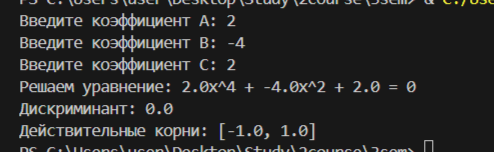 PS C:\Users\user\Desktop\Study\2course\3sem> & C:/User
Введите коэффициент A: 2
Введите коэффициент B: -4
Введите коэффициент C: 2
Решаем уравнение: 2.0x^4 + -4.0x^2 + 2.0 = 0
Дискриминант: 0.0
Действительные корни: [-1.0, 1.0]
PS C:\Users\user\Desktop\Study\2course\3sem>